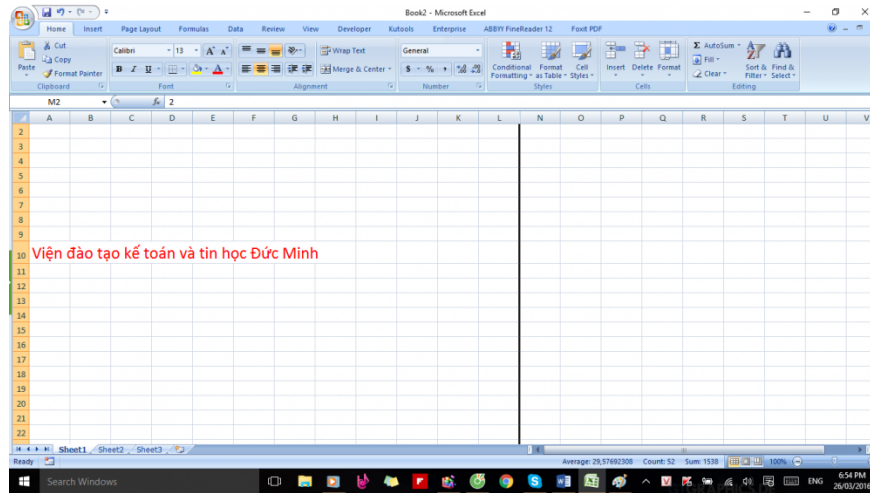 Book2 - Microsoft Excel
Home Insert Page Layout Formulas Data Review View Developer Kutools Enterprise ABBYY FineReader 12 Foxit PDF
Paste
Cut
Copy
Format Painter
Clipboard
Calibri 13
B I U
Font
Wrap Text
Merge & Center
Alignment
General
$ % ,
Number
Conditional Formatting
Format as Table
Cell Styles
Styles
Insert Delete Format
Cells
Σ AutoSum
Fill
Clear
Sort & Filter
Find & Select
Editing
M2 fx 2
A B C D E F G H I J K L N O P Q R S T U V
2
3
4
5
6
7
8
9
10 Viện đào tạo kế toán và tin học Đức Minh
11
12
13
14
15
16
17
18
19
20
21
22
Sheet1 Sheet2 Sheet3
Ready Average: 29,57692308 Count: 52 Sum: 1538 100%
Search Windows
ENG
6:54 PM
26/03/2016